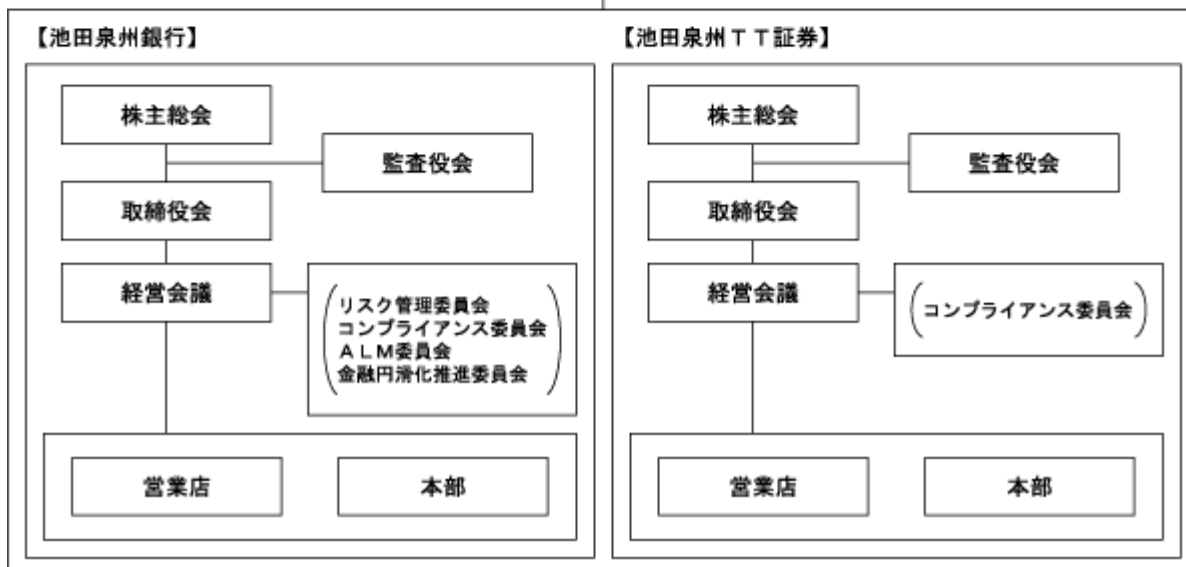 【池田泉州銀行】
株主総会
監査役会
取締役会
経営会議
リスク管理委員会
コンプライアンス委員会
ＡＬＭ委員会
金融円滑化推進委員会
営業店
本部
【池田泉州ＴＴ証券】
株主総会
監査役会
取締役会
経営会議
コンプライアンス委員会
営業店
本部